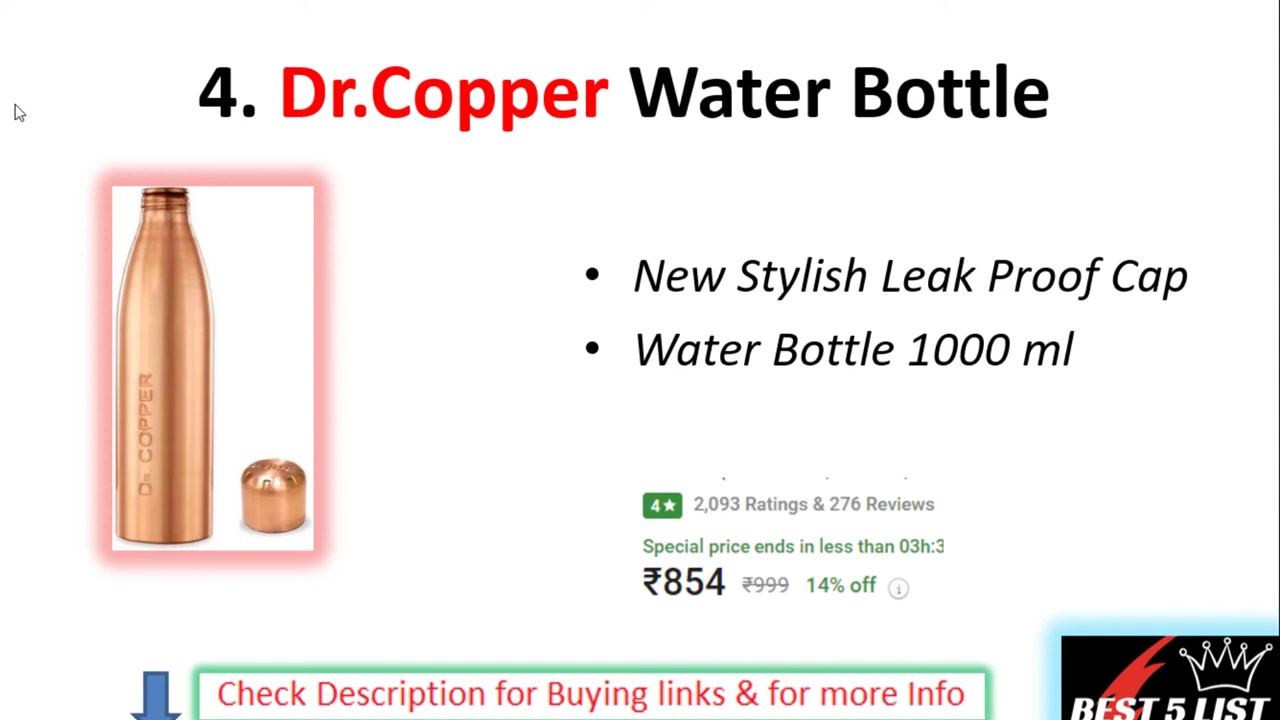 4. Dr.Copper Water Bottle
• New Stylish Leak Proof Cap
• Water Bottle 1000 ml
Dr. COPPER
4★ 2,093 Ratings & 276 Reviews
Special price ends in less than 03h:3
₹854 ₹999 14% off i
Check Description for Buying links & for more Info
BEST 5 LIST